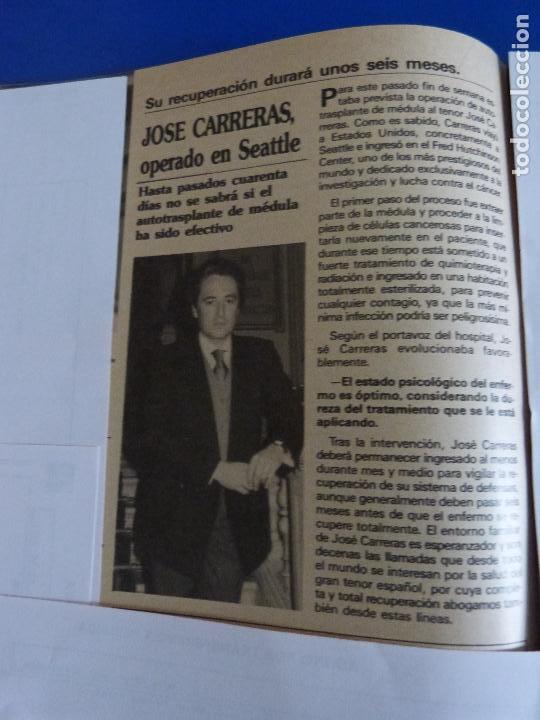 Su recuperación durará unos seis meses.
JOSE CARRERAS,
operado en Seattle
Hasta pasados cuarenta
días no se sabrá si el
autotrasplante de médula
ha sido efectivo
Para este pasado fin de semana es-
taba prevista la operación de auto-
trasplante de médula al tenor José Ca-
rreras. Como es sabido, Carreras viajó
a Estados Unidos, concretamente a
Seattle e ingresó en el Fred Hutchinson
Center, uno de los más prestigiosos del
mundo y dedicado exclusivamente a la
investigación y lucha contra el cáncer.
El primer paso del proceso fue extraer
parte de la médula y proceder a la lim-
pieza de células cancerosas para inser-
tarla nuevamente en el paciente, que
durante ese tiempo está sometido a un
fuerte tratamiento de quimioterapia y
radiación e ingresado en una habitación
totalmente esterilizada, para prevenir
cualquier contagio, ya que la más mí-
nima infección podría ser peligrosísima.
Según el portavoz del hospital, Jo-
sé Carreras evolucionaba favora-
blemente.
—El estado psicológico del enfer-
mo es óptimo, considerando la du-
reza del tratamiento que se le está
aplicando.
Tras la intervención, José Carreras
deberá permanecer ingresado al menos
durante mes y medio para vigilar la re-
cuperación de su sistema de defensas,
aunque generalmente deben pasar seis
meses antes de que el enfermo se re-
cupere totalmente. El entorno familiar
de José Carreras es esperanzador y son
decenas las llamadas que desde todo
el mundo se interesan por la salud del
gran tenor español, por cuya comple-
ta y total recuperación abogamos tam-
bién desde estas líneas.
todocoleccion.net